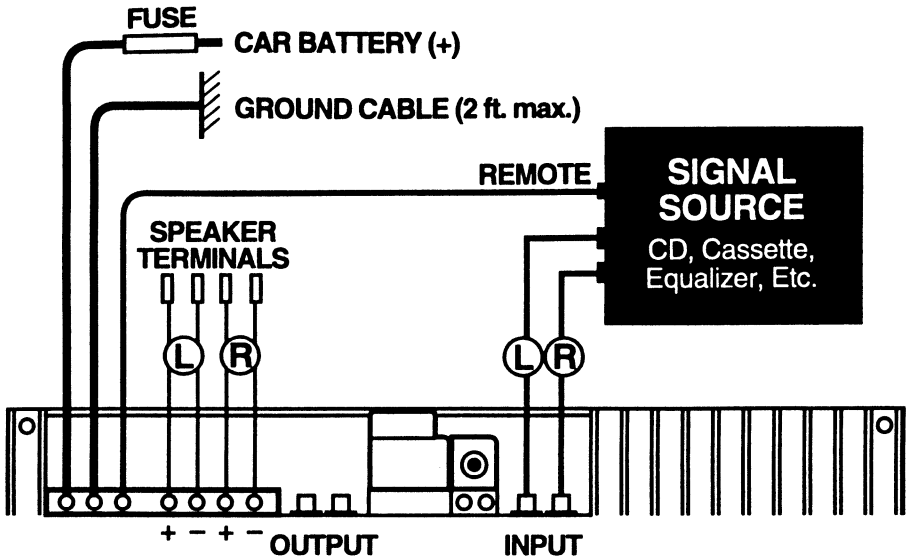 FUSE
CAR BATTERY (+)
GROUND CABLE (2 ft. max.)
REMOTE
SIGNAL
SOURCE
CD, Cassette,
Equalizer, Etc.
SPEAKER
TERMINALS
L R
L R
+ - + -
OUTPUT
INPUT